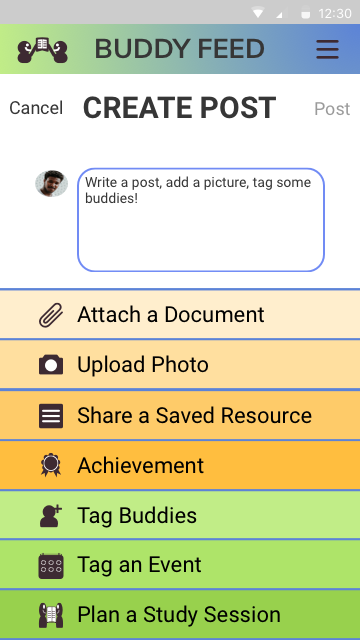 12:30
BUDDY FEED
Cancel CREATE POST Post
Write a post, add a picture, tag some
buddies!
Attach a Document
Upload Photo
Share a Saved Resource
Achievement
Tag Buddies
Tag an Event
Plan a Study Session